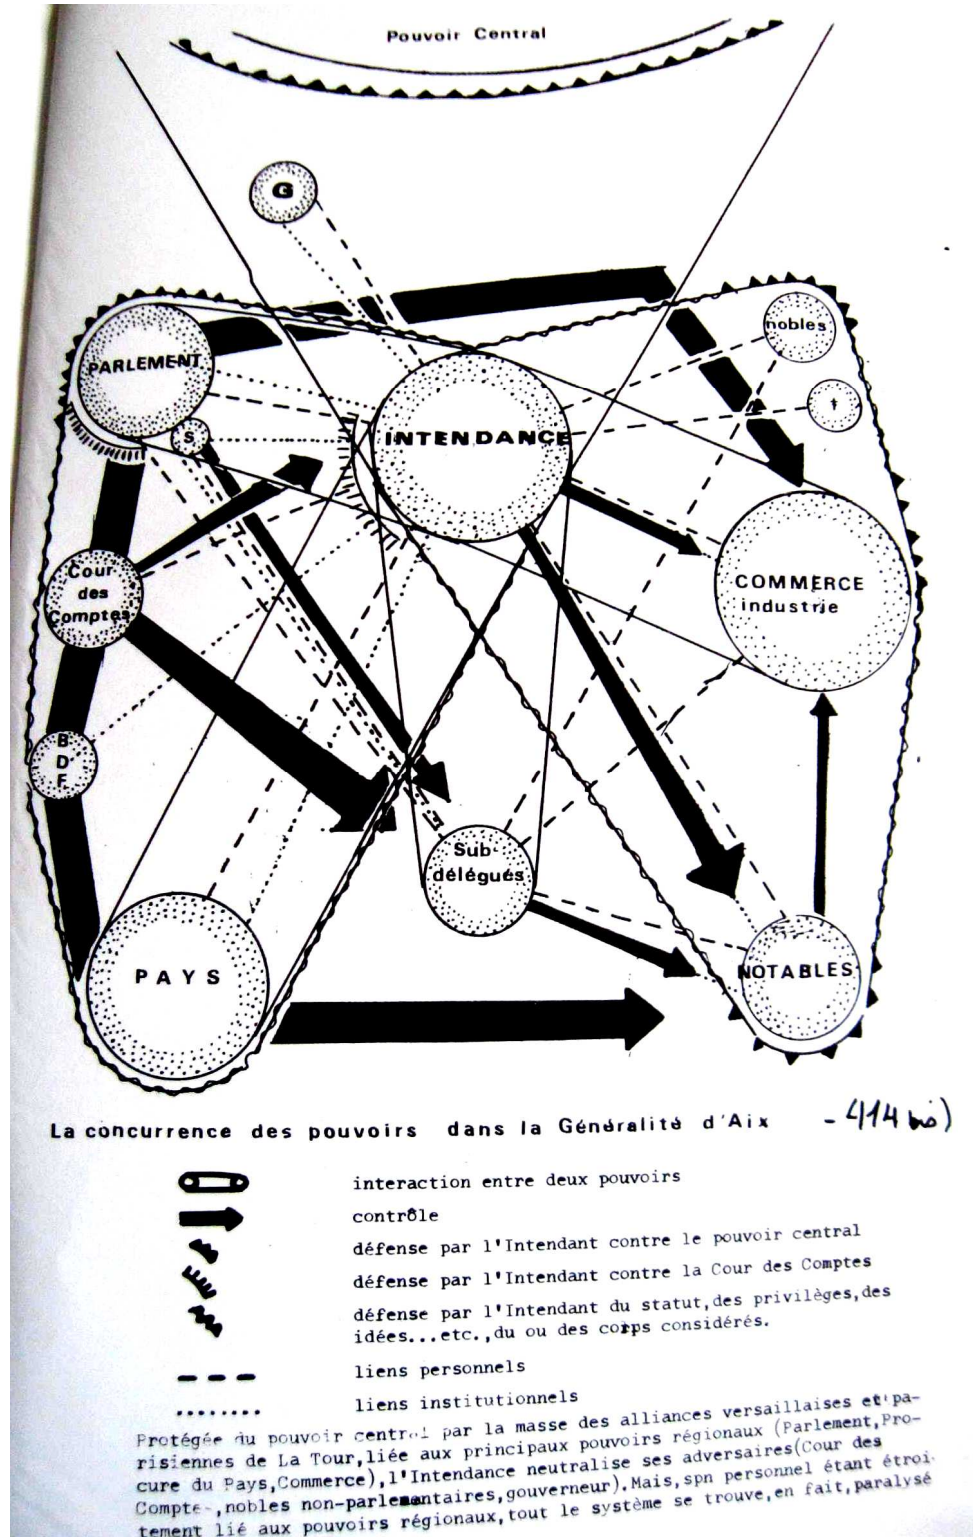 Pouvoir Central
G
PARLEMENT
nobles
†
S
INTENDANCE
Cour
des
Comptes
COMMERCE
industrie
B
D
F
Sub-
délégués
PAYS
NOTABLES
La concurrence des pouvoirs dans la Généralité d'Aix - 414 bis)
interaction entre deux pouvoirs
contrôle
défense par l'Intendant contre le pouvoir central
défense par l'Intendant contre la Cour des Comptes
défense par l'Intendant du statut,des privilèges,des
idées...etc.,du ou des corps considérés.
liens personnels
liens institutionnels
Protégée du pouvoir central par la masse des alliances versaillaises et pa-
risiennes de La Tour,liée aux principaux pouvoirs régionaux (Parlement,Pro-
cure du Pays,Commerce),l'Intendance neutralise ses adversaires(Cour des
Compte-,nobles non-parlementaires,gouverneur).Mais,spn personnel étant étroi-
tement lié aux pouvoirs régionaux,tout le système se trouve,en fait,paralysé